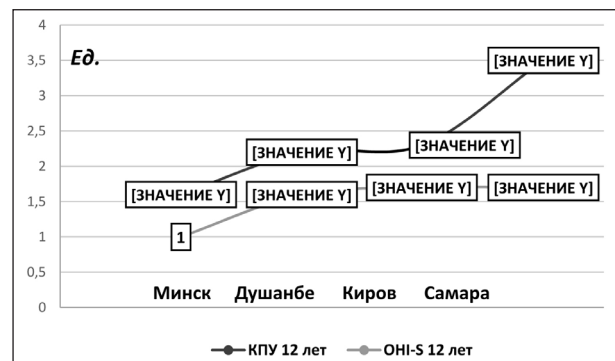 4
3,5
3
2,5
2
1,5
1
0,5
0
Ед.
[ЗНАЧЕНИЕ Y]
[ЗНАЧЕНИЕ Y]
[ЗНАЧЕНИЕ Y]
[ЗНАЧЕНИЕ Y]
[ЗНАЧЕНИЕ Y]
[ЗНАЧЕНИЕ Y]
[ЗНАЧЕНИЕ Y]
1
Минск Душанбе Киров Самара
КПУ 12 лет OHI-S 12 лет